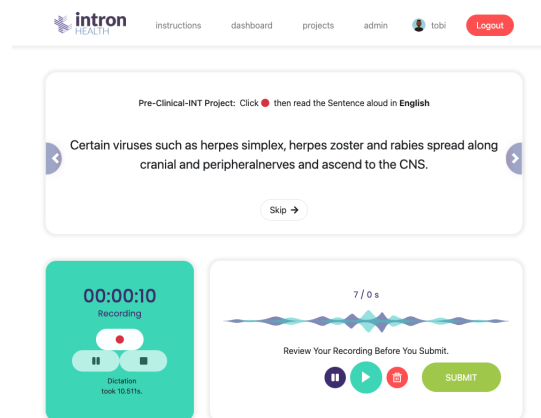 intron
HEALTH
instructions dashboard projects admin tobi Logout
Pre-Clinical-INT Project: Click then read the Sentence aloud in English
Certain viruses such as herpes simplex, herpes zoster and rabies spread along
cranial and peripheralnerves and ascend to the CNS.
Skip →
00:00:10
Recording
Dictation
took 10.511s.
7 / 0 s
Review Your Recording Before You Submit.
SUBMIT